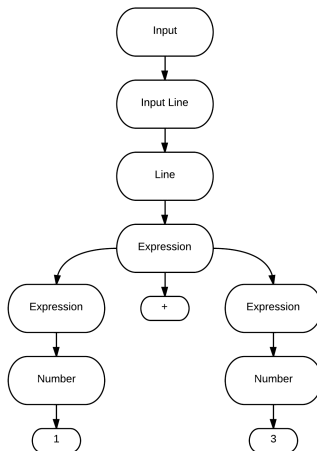 Input
Input Line
Line
Expression
Expression
+
Expression
Number
Number
1
3